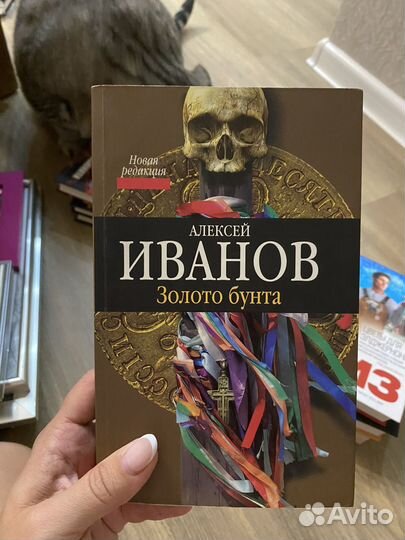 Новая
редакция
АЛЕКСЕЙ
ИВАНОВ
Золото бунта
13
Avito